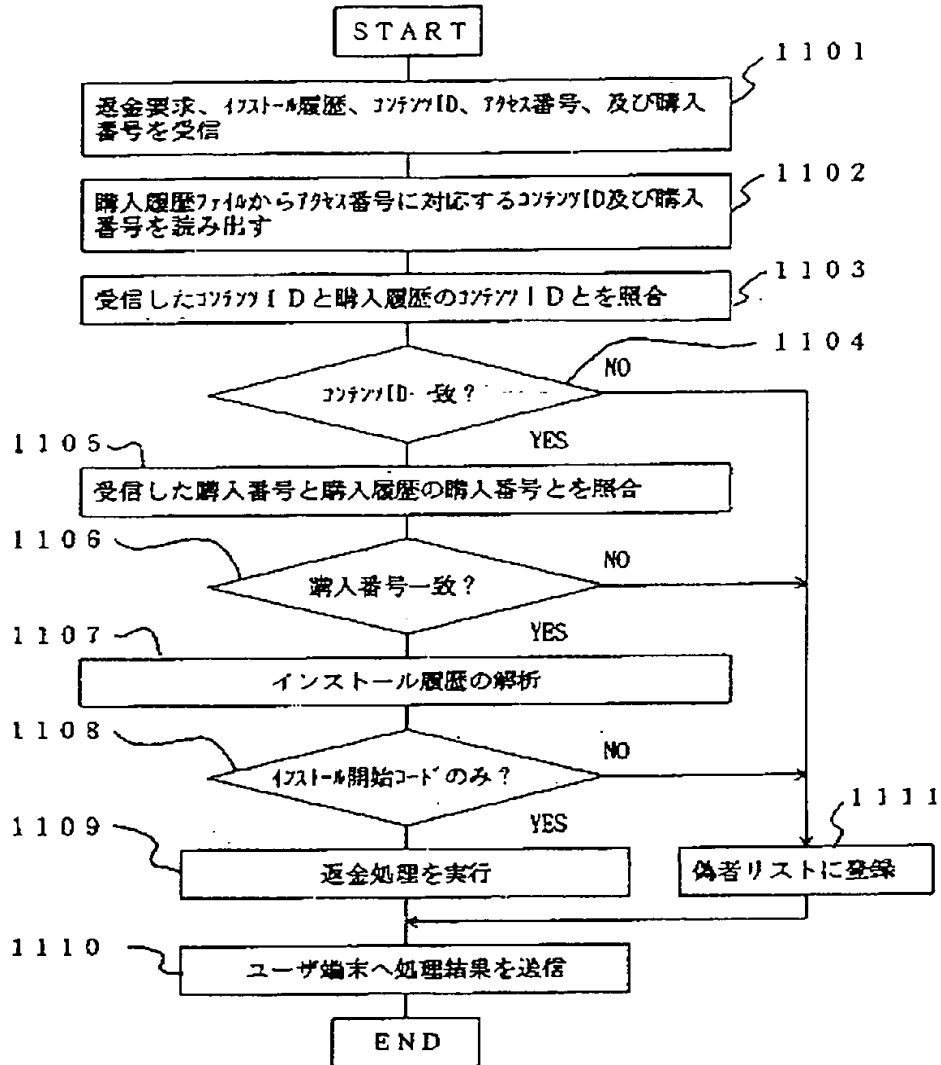 START
1101
返金要求、ｲﾝｽﾄｰﾙ履歴、ｺﾝﾃﾝﾂID、ｱｸｾｽ番号、及び購入
番号を受信
1102
購入履歴ﾌｧｲﾙからｱｸｾｽ番号に対応するｺﾝﾃﾝﾂID及び購入
番号を読み出す
1103
受信したｺﾝﾃﾝﾂIDと購入履歴のｺﾝﾃﾝﾂIDとを照合
1104
ｺﾝﾃﾝﾂID一致？
NO
YES
1105
受信した購入番号と購入履歴の購入番号とを照合
1106
購入番号一致？
NO
YES
1107
インストール履歴の解析
1108
ｲﾝｽﾄｰﾙ開始ｺｰﾄﾞのみ？
NO
YES
1109
返金処理を実行
1111
偽者リストに登録
1110
ユーザ端末へ処理結果を送信
END